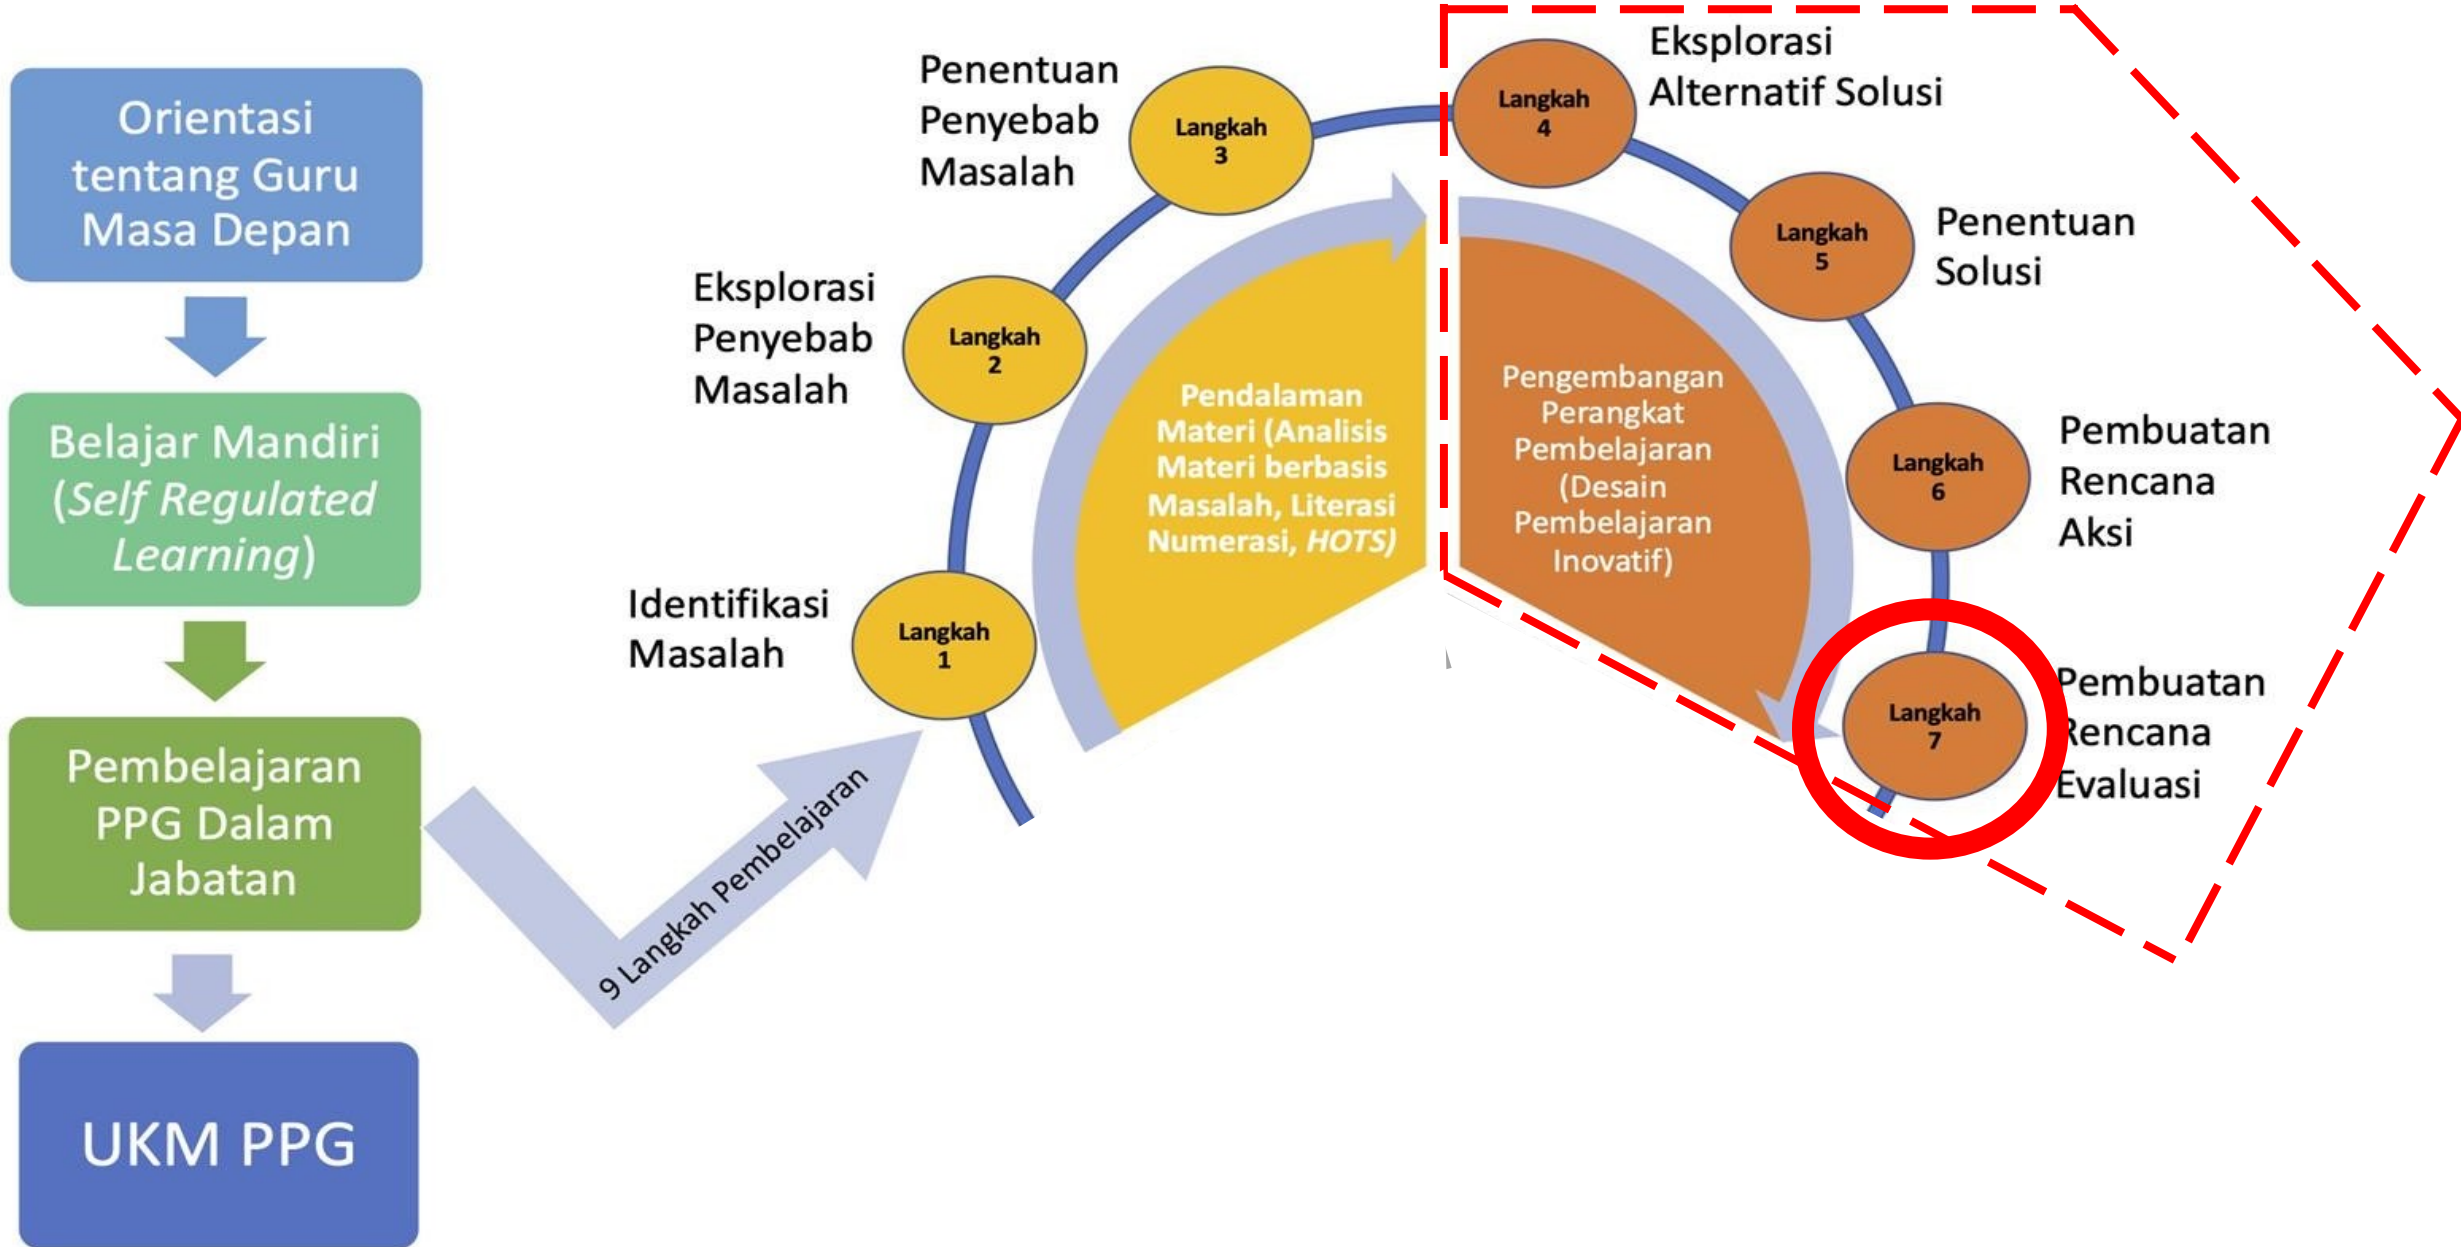 Orientasi
tentang Guru
Masa Depan
Belajar Mandiri
(Self Regulated
Learning)
Pembelajaran
PPG Dalam
Jabatan
UKM PPG
9 Langkah Pembelajaran
Identifikasi
Masalah
Langkah
1
Eksplorasi
Penyebab
Masalah
Langkah
2
Penentuan
Penyebab
Masalah
Langkah
3
Pendalaman
Materi (Analisis
Materi berbasis
Masalah, Literasi
Numerasi, HOTS)
Langkah
4
Eksplorasi
Alternatif Solusi
Langkah
5
Penentuan
Solusi
Langkah
6
Pembuatan
Rencana
Aksi
Langkah
7
Pembuatan
Rencana
Evaluasi
Pengembangan
Perangkat
Pembelajaran
(Desain
Pembelajaran
Inovatif)